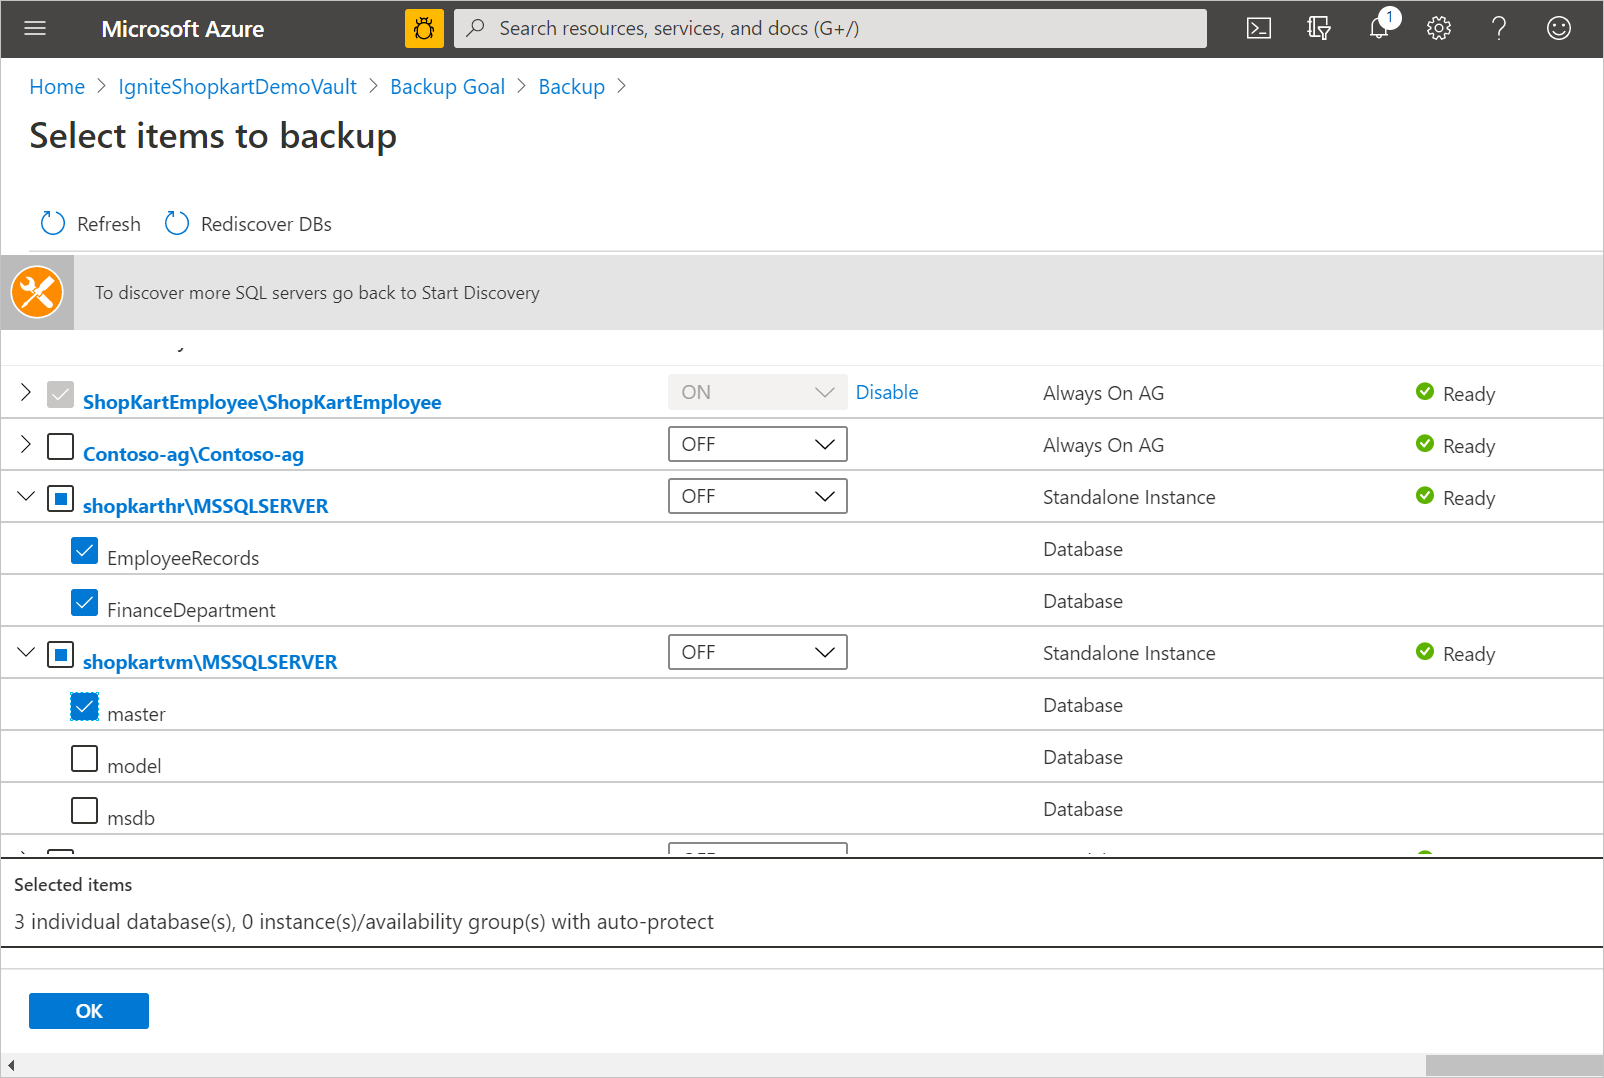 Microsoft Azure
Search resources, services, and docs (G+/)
1
Home > IgniteShopkartDemoVault > Backup Goal > Backup >
Select items to backup
Refresh Rediscover DBs
To discover more SQL servers go back to Start Discovery
ShopKartEmployee\ShopKartEmployee ON Disable Always On AG Ready
Contoso-ag\Contoso-ag OFF Always On AG Ready
shopkarthr\MSSQLSERVER OFF Standalone Instance Ready
EmployeeRecords Database
FinanceDepartment Database
shopkartvm\MSSQLSERVER OFF Standalone Instance Ready
master Database
model Database
msdb Database
Selected items
3 individual database(s), 0 instance(s)/availability group(s) with auto-protect
OK